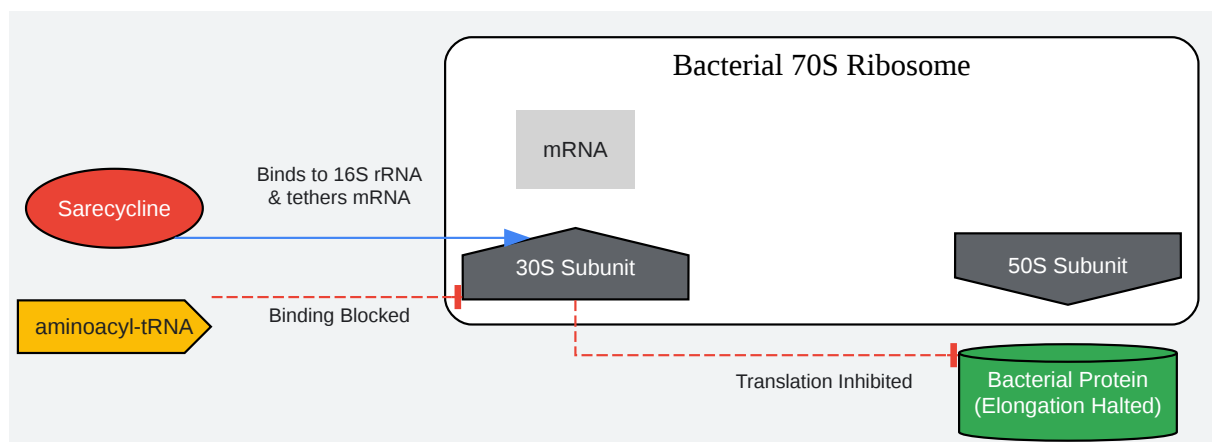 Bacterial 70S Ribosome
mRNA
Binds to 16S rRNA
& tethers mRNA
Sarecycline
30S Subunit
50S Subunit
aminoacyl-tRNA
Binding Blocked
Translation Inhibited
Bacterial Protein
(Elongation Halted)